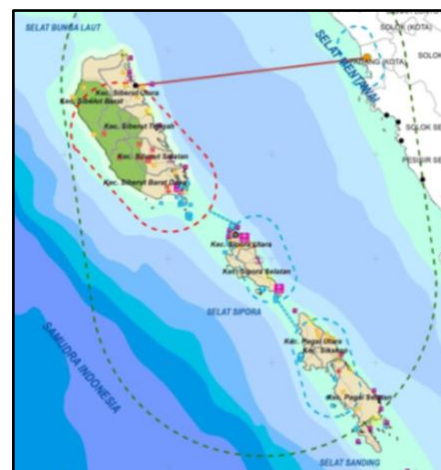 SELAT BUNGA LAUT
SOLOK (KOTA)
SOLOK
PADANG (KOTA)
SELAT MENTAWAI
Kec. Siberut Utara
Kec. Siberut Barat
Kec. Siberut Tengah
SOLOK SE
Kec. Siberut Selatan
PESISIR SE
Kec. Siberut Barat Daya
Kec. Sipora Utara
Kec. Sipora Selatan
SELAT SIPORA
SAMUDRA INDONESIA
Kec. Pagai Utara
Kec. Sikakap
Kec. Pagai Selatan
SELAT SANDING